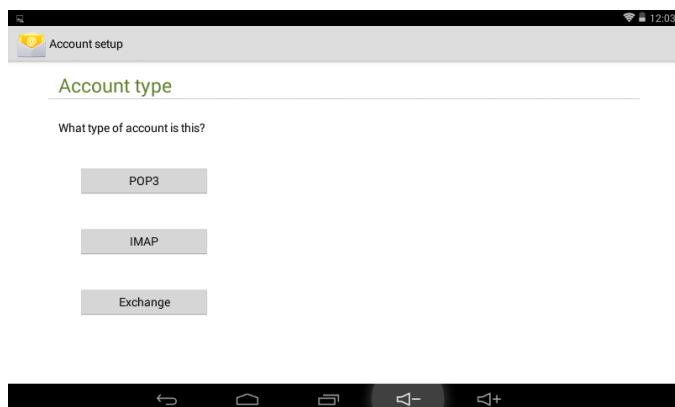 12:03
Account setup
Account type
What type of account is this?
POP3
IMAP
Exchange